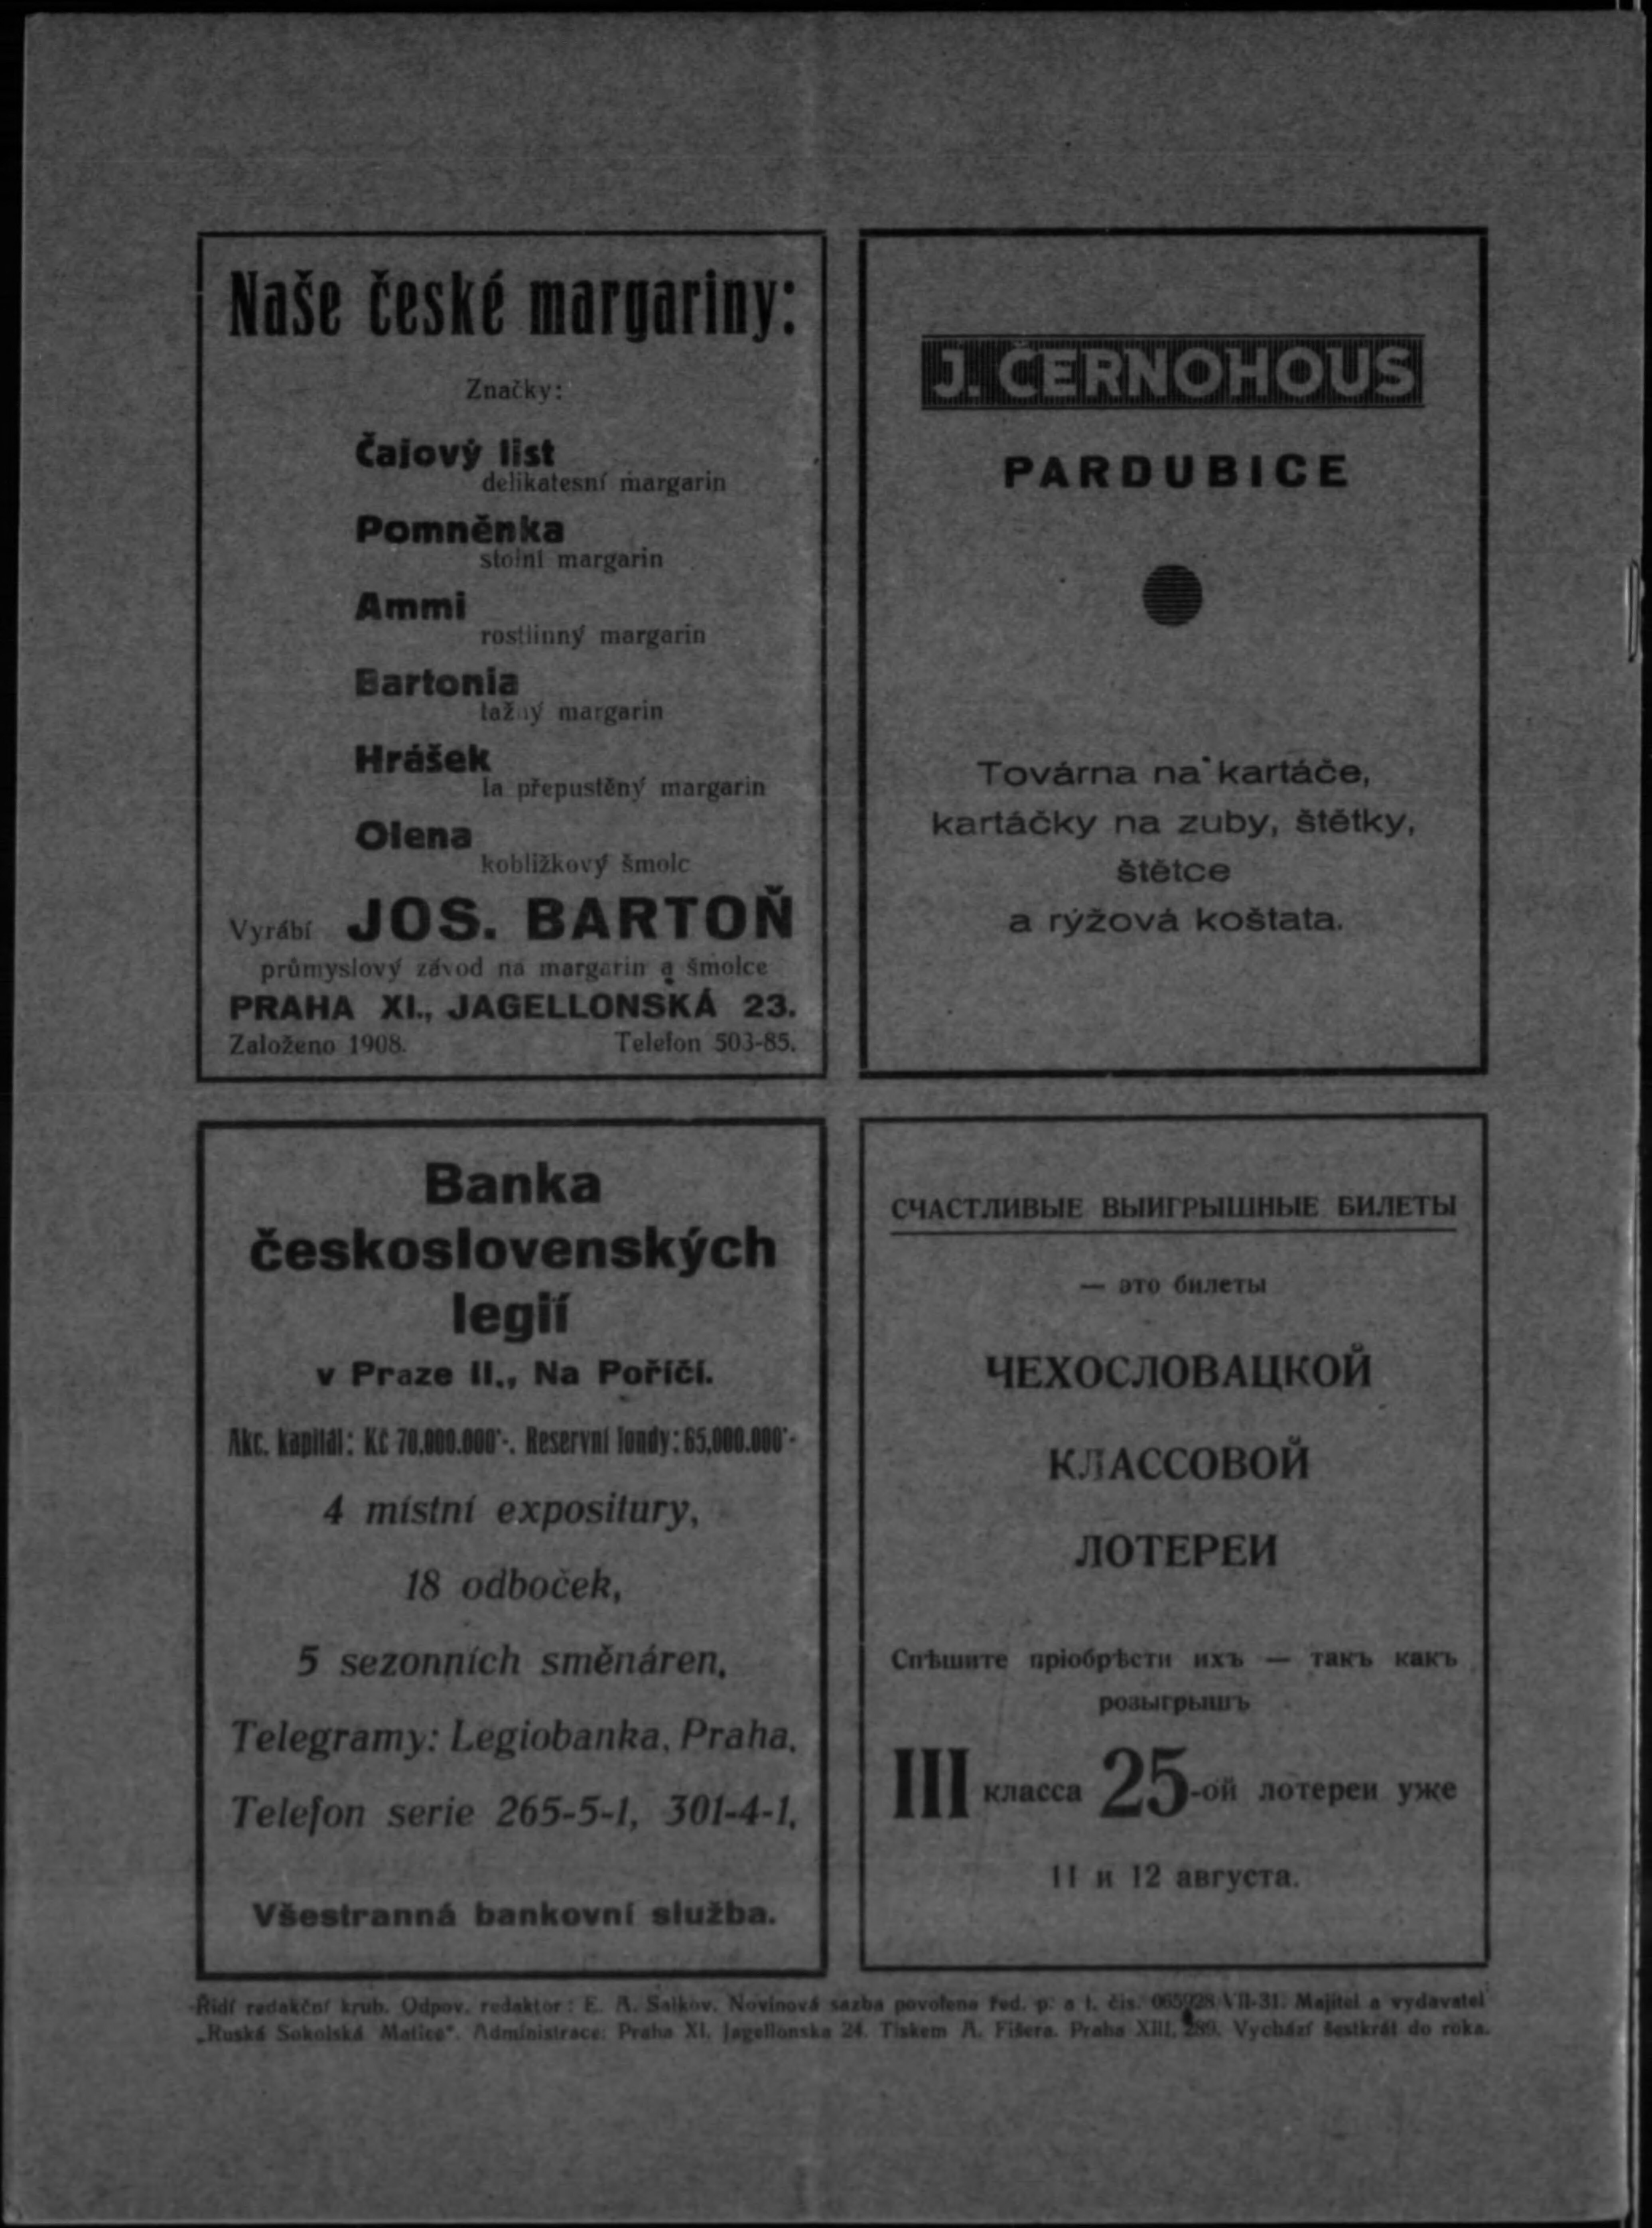 Naše české margariny:
Značky:
Čajový list
delikatesní margarin
Pomněnka
stolní margarin
Ammi
rostlinný margarin
Bartonia
tažný margarin
Hrášek
Ia přepustěný margarin
Olena
kobližkový šmolc
Vyrábí JOS. BARTOŇ
průmyslový závod na margarin a šmolce
PRAHA XI., JAGELLONSKÁ 23.
Založeno 1908. Telefon 503-85.
J. ČERNOHOUS
PARDUBICE
Továrna na kartáče,
kartáčky na zuby, štětky,
štětce
a rýžová koštata.
Banka
československých
legií
v Praze II., Na Poříčí.
Akc. kapitál: Kč 70,000.000'-. Reservní fondy: 65,000.000'-
4 místní expositury,
18 odboček,
5 sezonních směnáren,
Telegramy: Legiobanka, Praha,
Telefon serie 265-5-1, 301-4-1,
Všestranná bankovní služba.
СЧАСТЛИВЫЕ ВЫИГРЫШНЫЕ БИЛЕТЫ
— это билеты
ЧЕХОСЛОВАЦКОЙ
КЛАССОВОЙ
ЛОТЕРЕИ
Спѣшите пріобрѣсти ихъ — такъ какъ
розыгрышъ
III класса 25-ой лотереи уже
11 и 12 августа.
Řídí redakční kruh. Odpov. redaktor: E. A. Salkov. Novinová sazba povolena řed. p. a t. čís. VII-31. Majitel a vydavatel
„Ruská Sokolská Matice". Administrace: Praha XI, Jagellonska 24. Tiskem A. Fišera. Praha XIII, 289. Vychází šestkrát do roka.